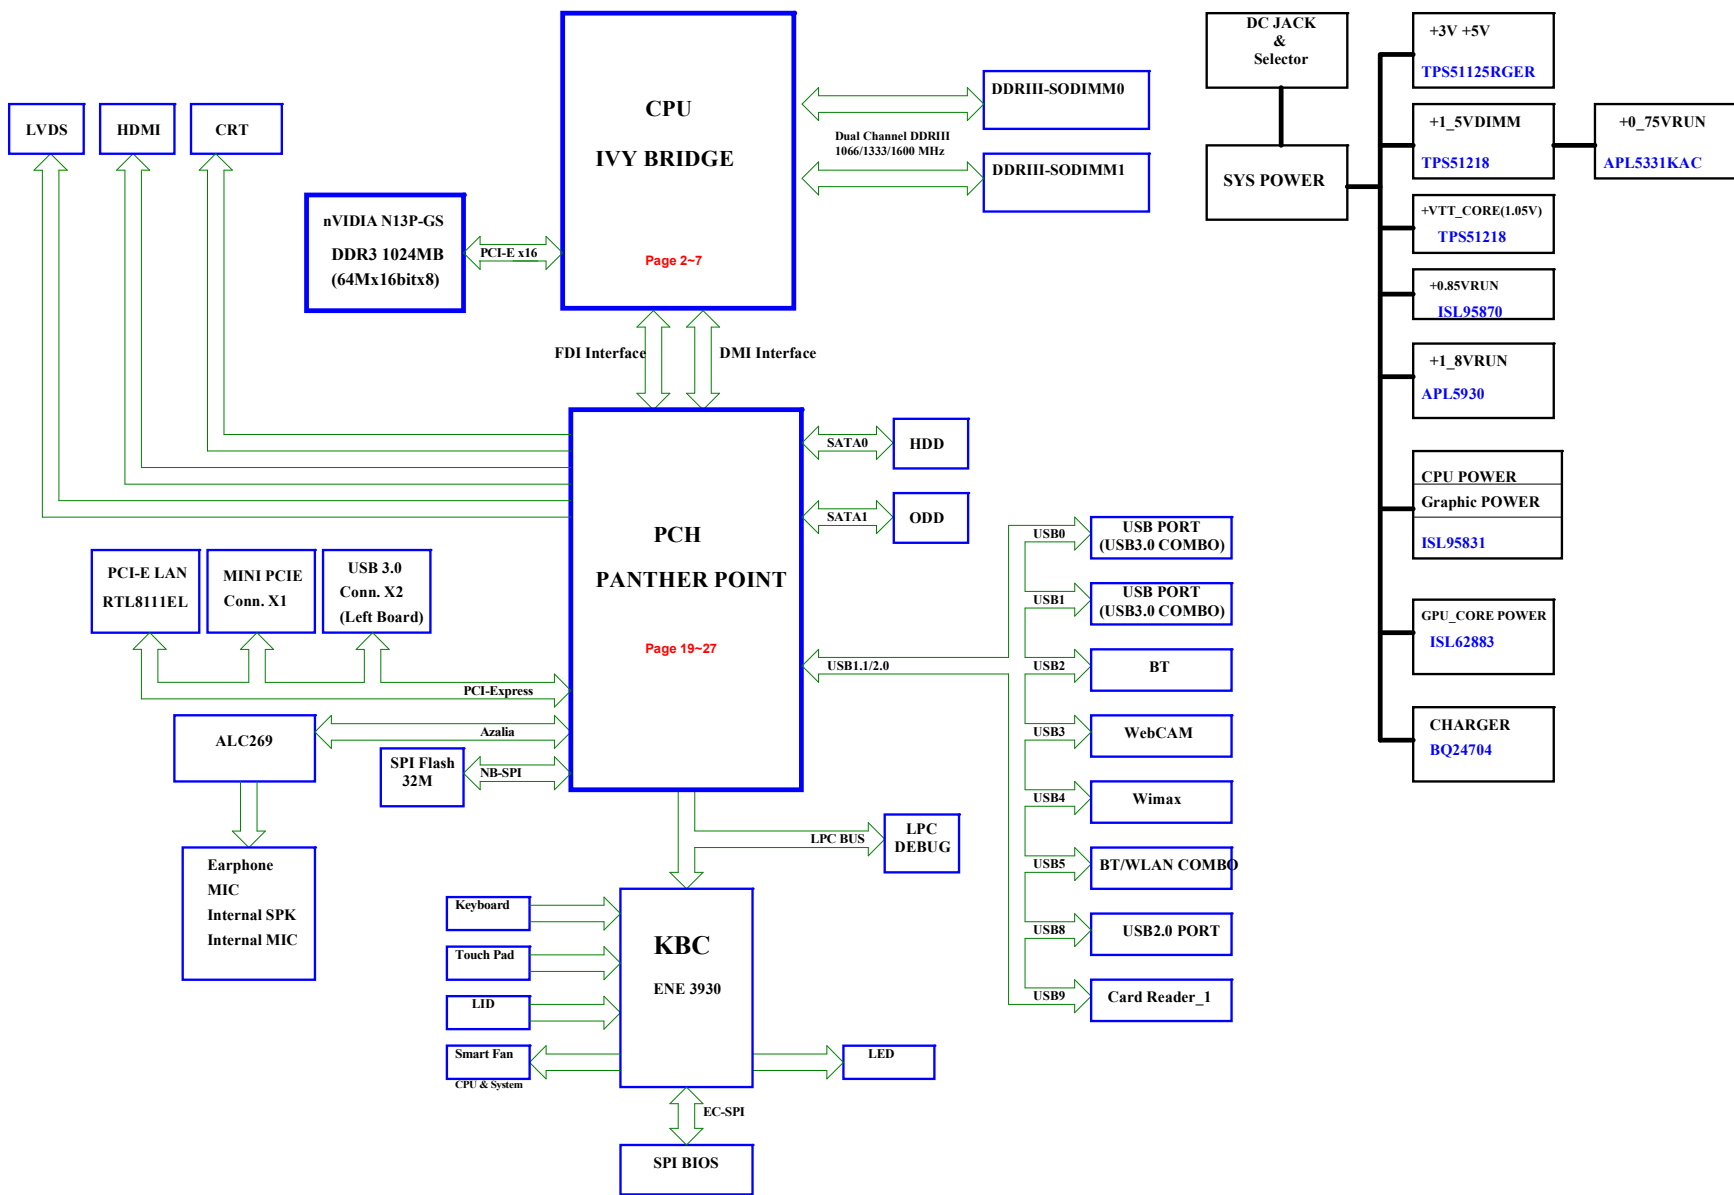 CPU
IVY BRIDGE
Page 2~7
LVDS
HDMI
CRT
nVIDIA N13P-GS
DDR3 1024MB
(64Mx16bitx8)
PCI-E x16
DDRIII-SODIMM0
Dual Channel DDRIII
1066/1333/1600 MHz
DDRIII-SODIMM1
FDI Interface
DMI Interface
PCH
PANTHER POINT
Page 19~27
SATA0
HDD
SATA1
ODD
PCI-E LAN
RTL8111EL
MINI PCIE
Conn. X1
USB 3.0
Conn. X2
(Left Board)
PCI-Express
ALC269
Azalia
SPI Flash
32M
NB-SPI
Earphone
MIC
Internal SPK
Internal MIC
LPC BUS
LPC
DEBUG
USB1.1/2.0
USB0
USB PORT
(USB3.0 COMBO)
USB1
USB PORT
(USB3.0 COMBO)
USB2
BT
USB3
WebCAM
USB4
Wimax
USB5
BT/WLAN COMBO
USB8
USB2.0 PORT
USB9
Card Reader_1
KBC
ENE 3930
Keyboard
Touch Pad
LID
Smart Fan
CPU & System
LED
EC-SPI
SPI BIOS
DC JACK
&
Selector
SYS POWER
+3V +5V
TPS51125RGER
+1_5VDIMM
TPS51218
+0_75VRUN
APL5331KAC
+VTT_CORE(1.05V)
TPS51218
+0.85VRUN
ISL95870
+1_8VRUN
APL5930
CPU POWER
Graphic POWER
ISL95831
GPU_CORE POWER
ISL62883
CHARGER
BQ24704